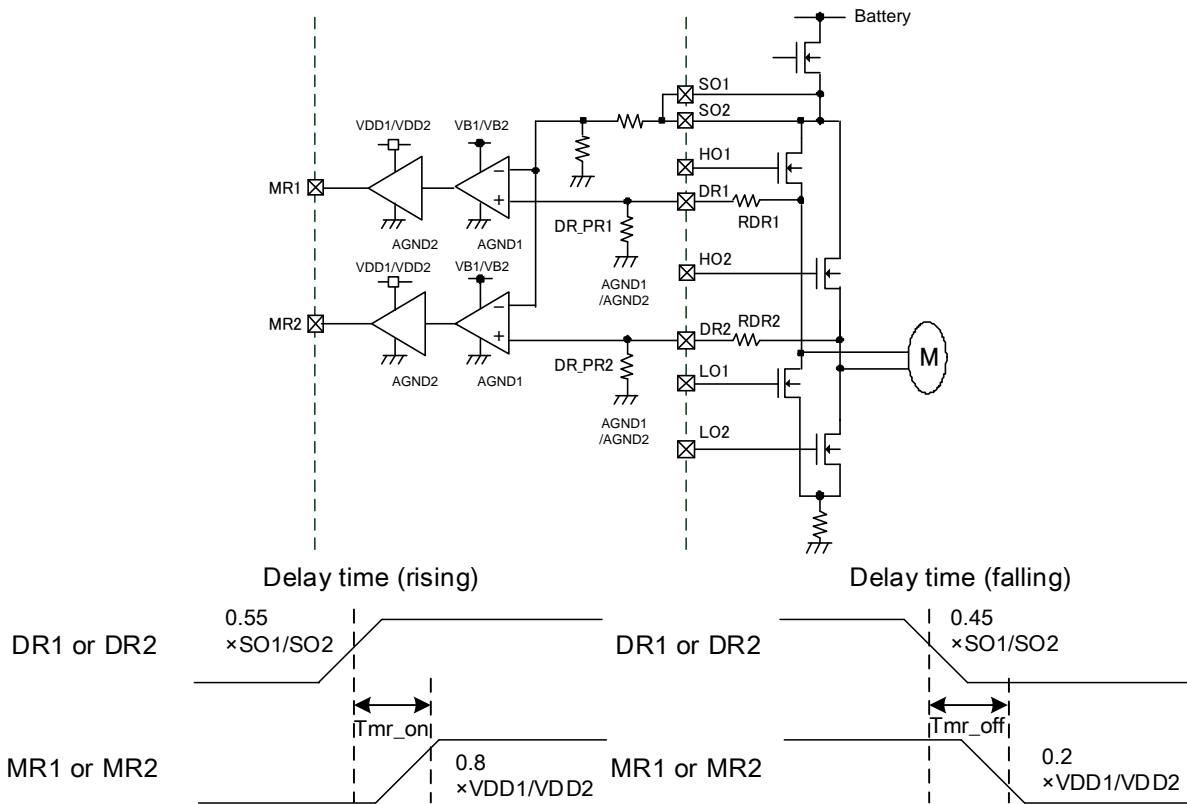 Battery
SO1
SO2
VDD1/VDD2
VB1/VB2
HO1
MR1
DR1
RDR1
DR_PR1
AGND2
AGND1
AGND1
/AGND2
HO2
VDD1/VDD2
VB1/VB2
MR2
DR2
RDR2
M
DR_PR2
AGND2
AGND1
LO1
AGND1
/AGND2
LO2
Delay time (rising)
DR1 or DR2
0.55
×SO1/SO2
Tmr_on
MR1 or MR2
0.8
×VDD1/VDD2
Delay time (falling)
DR1 or DR2
0.45
×SO1/SO2
Tmr_off
MR1 or MR2
0.2
×VDD1/VDD2